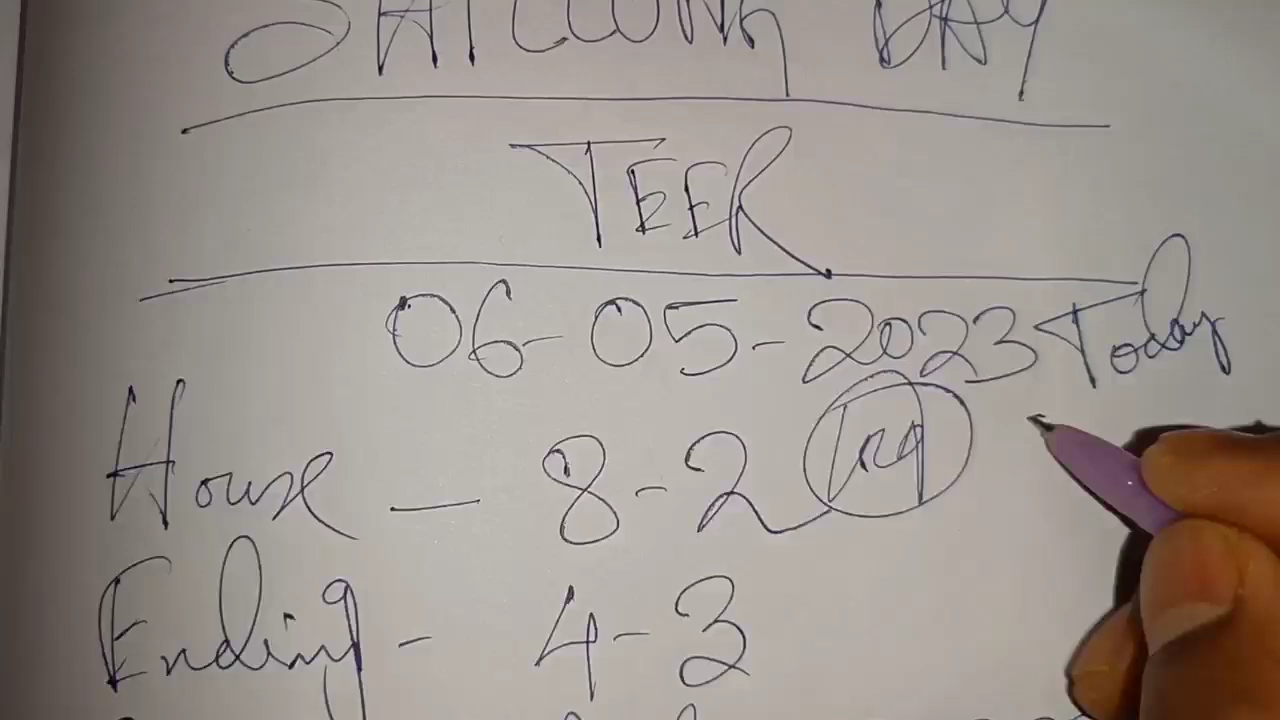 SHILLONG DAY
TEER
06-05-2023 Today
House - 8-2
Ending - 4-3